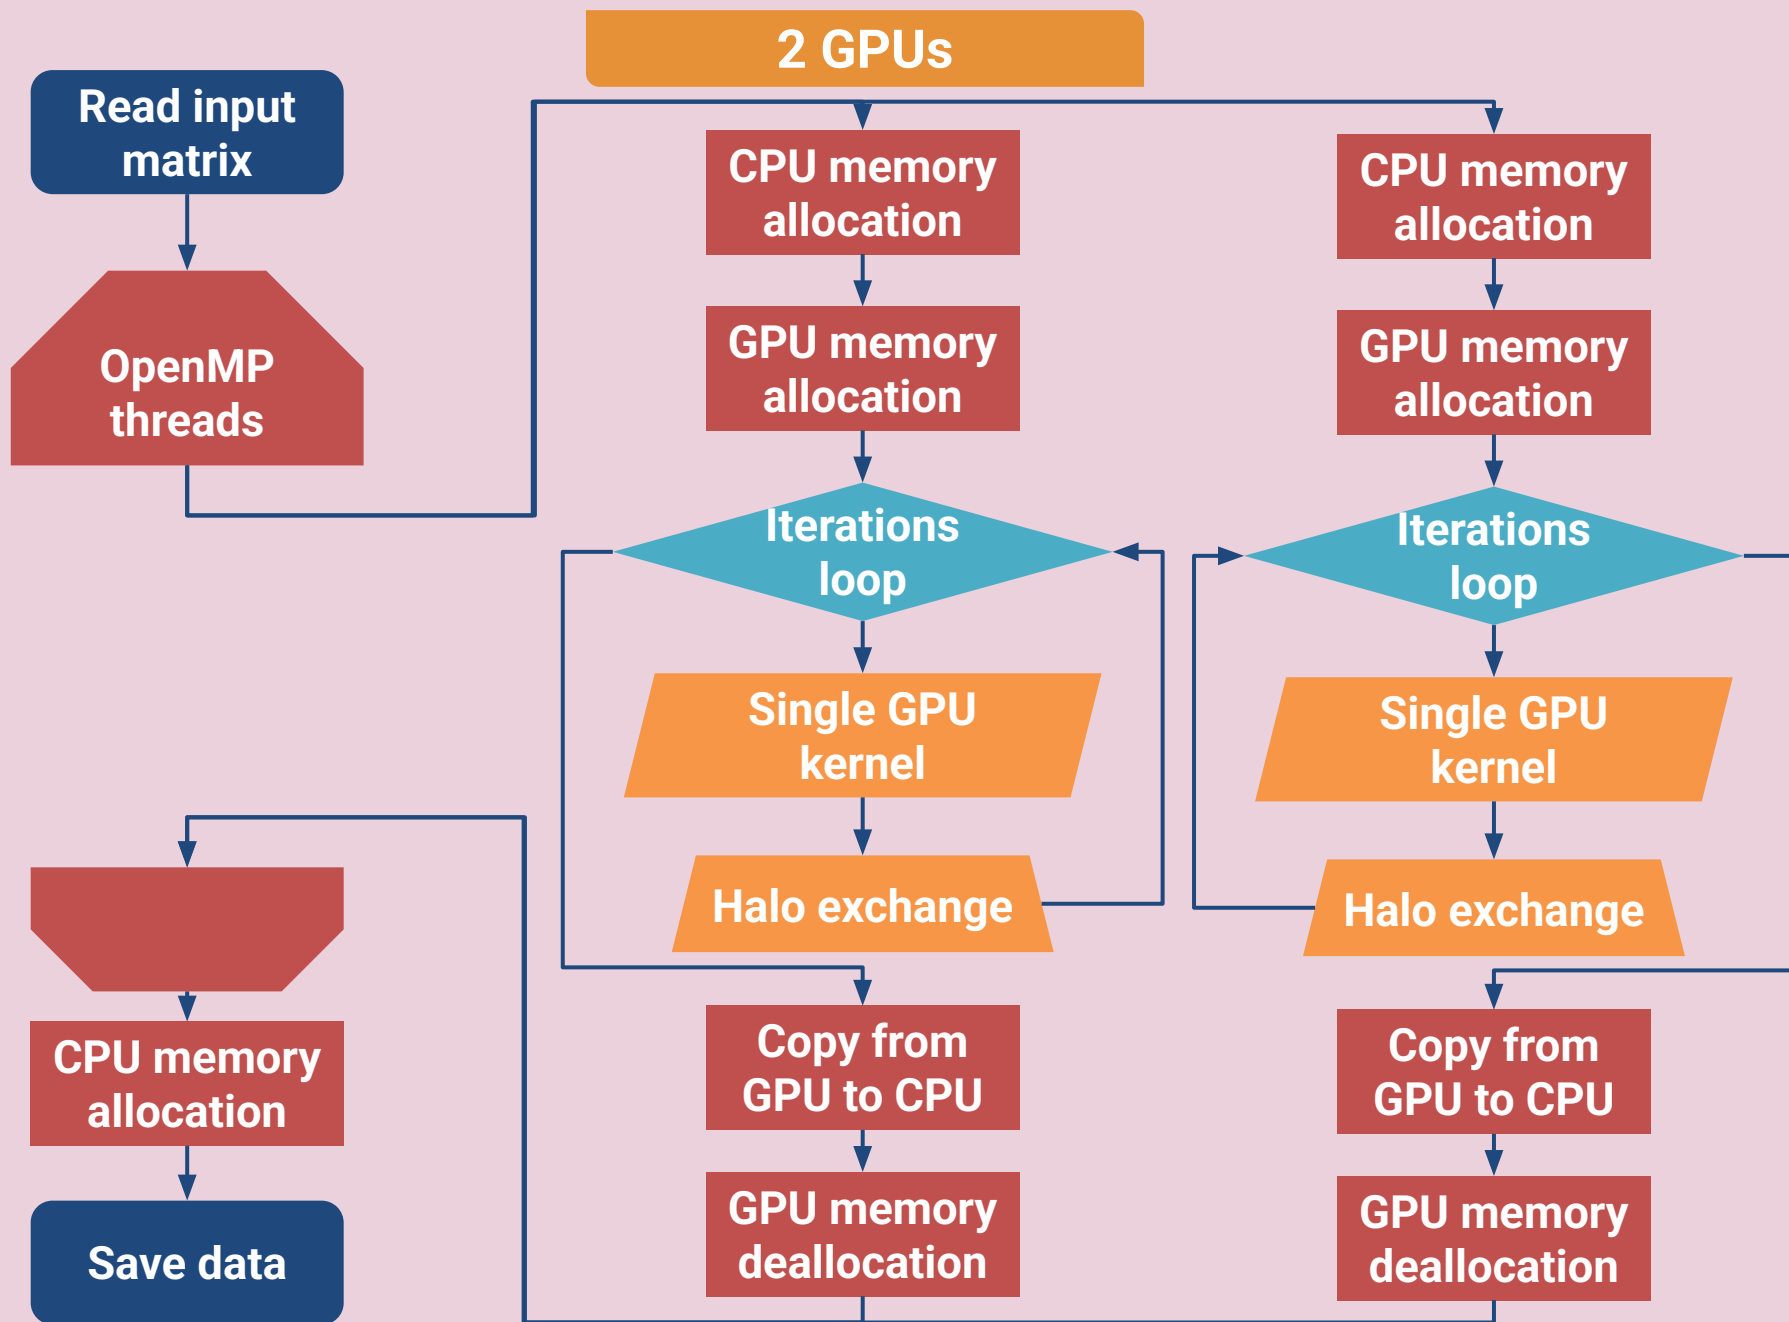 2 GPUs
Read input
matrix
OpenMP
threads
CPU memory
allocation
GPU memory
allocation
Iterations
loop
Single GPU
kernel
Halo exchange
Copy from
GPU to CPU
GPU memory
deallocation
CPU memory
allocation
GPU memory
allocation
Iterations
loop
Single GPU
kernel
Halo exchange
Copy from
GPU to CPU
GPU memory
deallocation
CPU memory
allocation
Save data